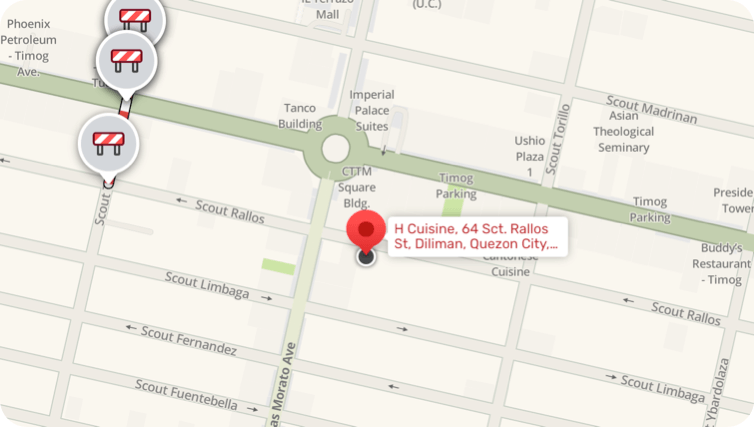 12 Terrazo
Mall
(U.C.)
Phoenix
Petroleum
- Timog
Ave.
Tanco
Building
Imperial
Palace
Suites
Scout Madrinan
Asian
Theological
Seminary
Scout Torillo
Ushio
Plaza
1
CTTM
Square
Bldg.
Timog
Parking
Timog
Parking
Preside
Tower
Scout
Scout Rallos
H Cuisine, 64 Sct. Rallos
St, Diliman, Quezon City,...
Cantonese
Cuisine
Buddy's
Restaurant
- Timog
Scout Limbaga
Scout Rallos
Scout Fernandez
as Morato Ave
Scout Limbaga
Scout Fuentebella
t Ybardolaza